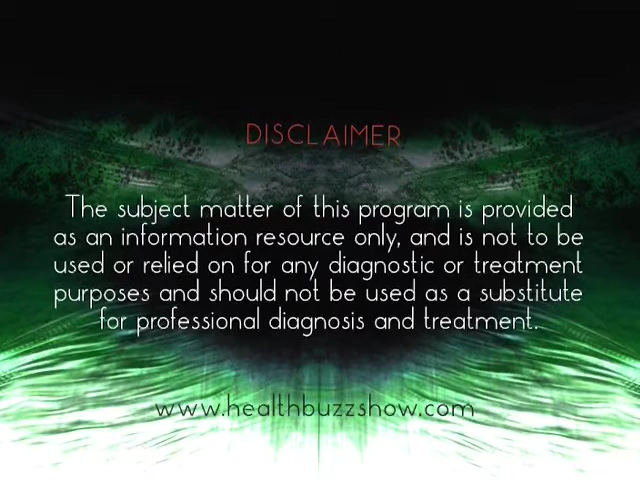 DISCLAIMER
The subject matter of this program is provided
as an information resource only, and is not to be
used or relied on for any diagnostic or treatment
purposes and should not be used as a substitute
for professional diagnosis and treatment.
www.healthbuzzshow.com